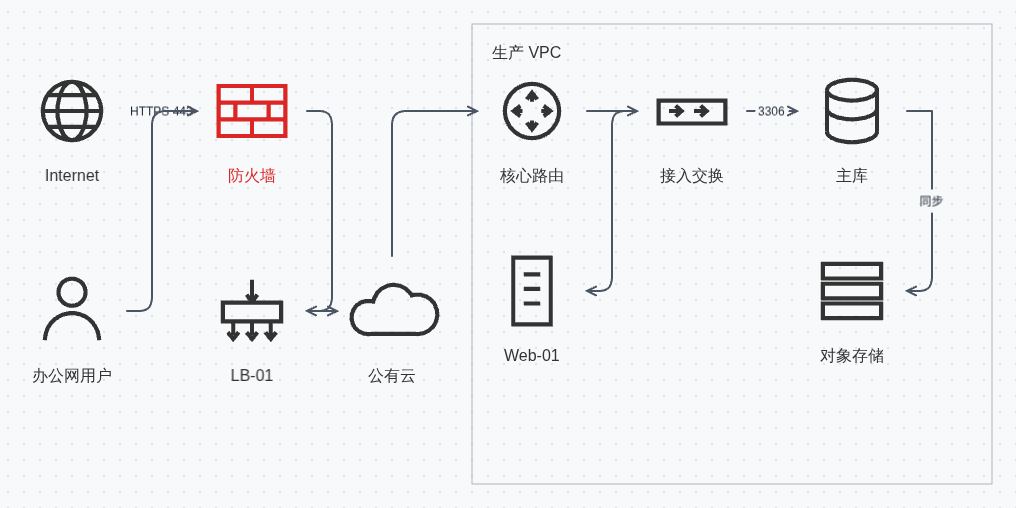 生产 VPC
HTTPS 443
3306
Internet
防火墙
核心路由
接入交换
主库
同步
Web-01
对象存储
办公网用户
LB-01
公有云